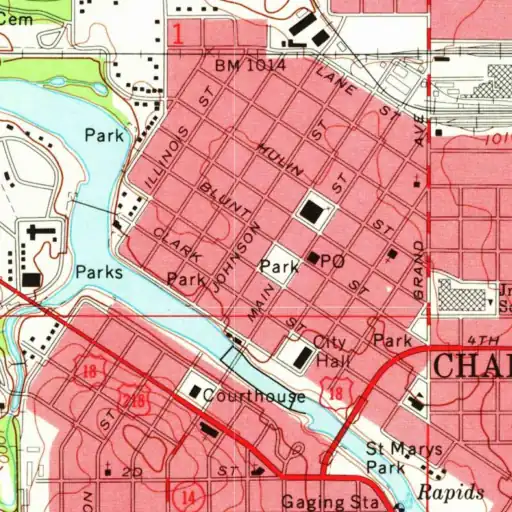 Cem
1
BM 1014
LANE ST
AVE
Park
ILLINOIS ST
HULIN ST
BLUNT ST
CLARK ST
JOHNSON
MAIN ST
BRAND
Parks
Park
Park
PO
City
Hall
Park
4TH
CHA
18
218
18
ST
Courthouse
2D ST
14
St Marys
Park
Gaging Sta
Rapids